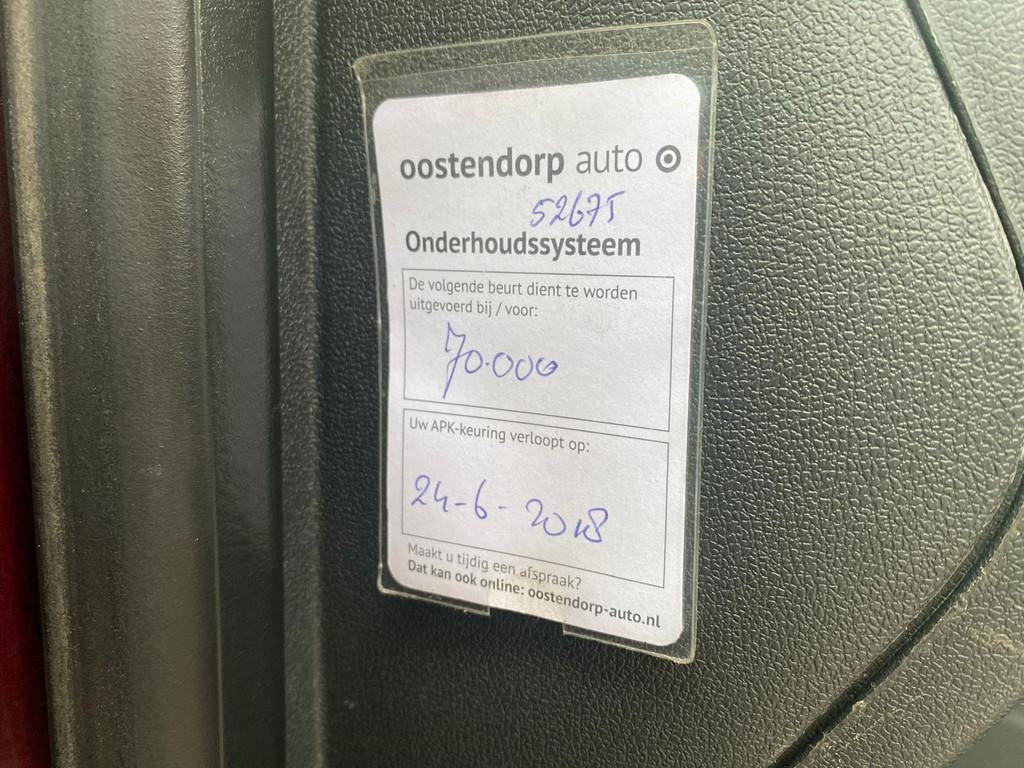 oostendorp auto
52675
Onderhoudssysteem
De volgende beurt dient te worden
uitgevoerd bij / voor:
70.000
Uw APK-keuring verloopt op:
24-6-2018
Maakt u tijdig een afspraak?
Dat kan ook online: oostendorp-auto.nl